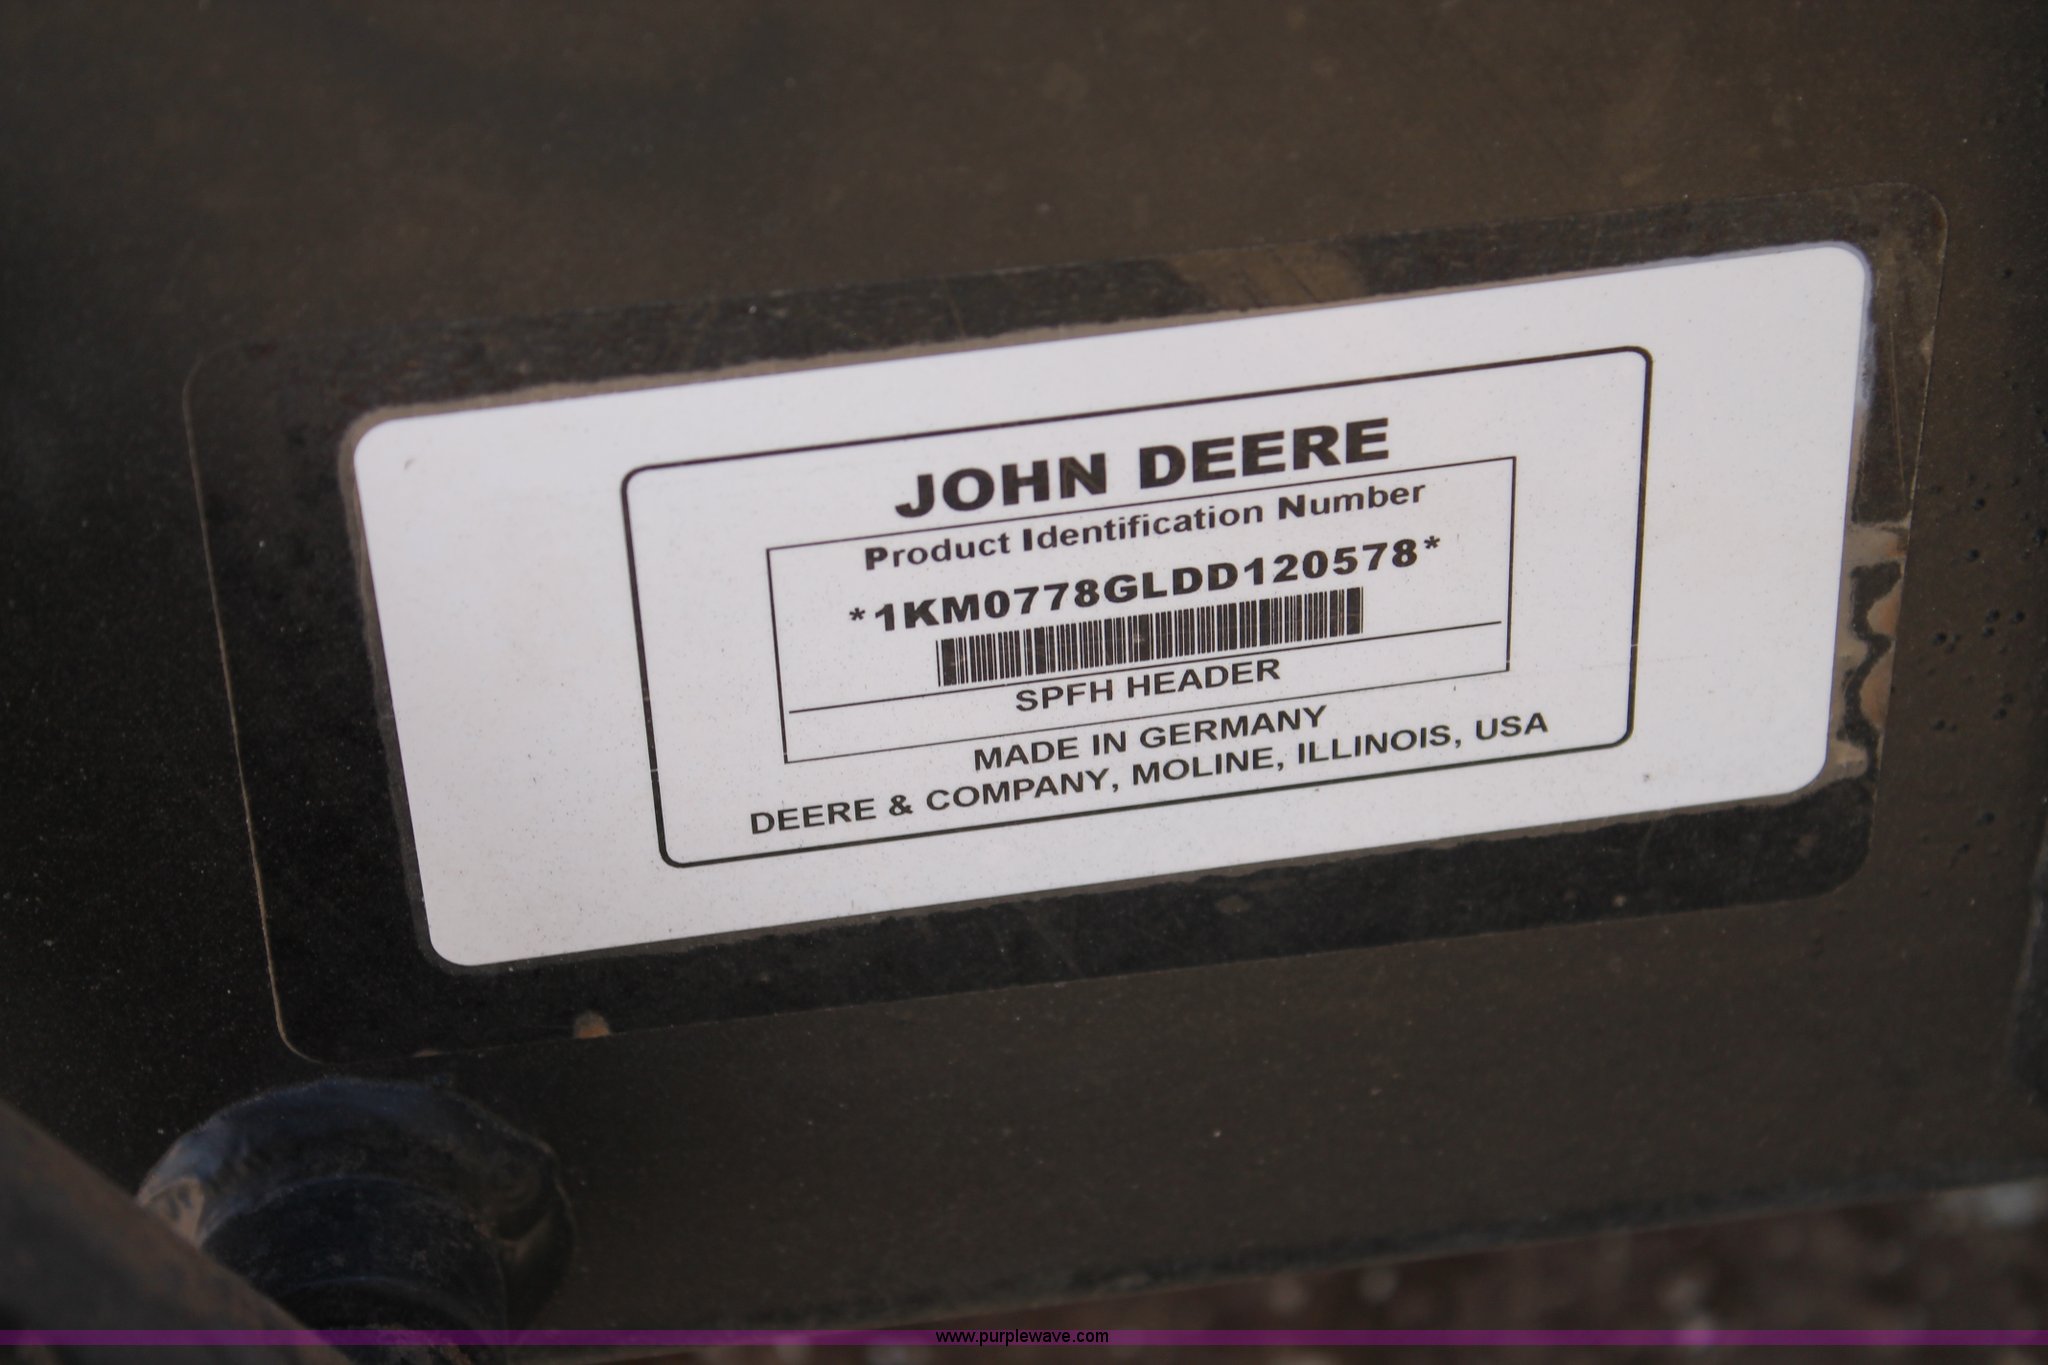 JOHN DEERE
Product Identification Number
*1KM0778GLDD120578*
SPFH HEADER
MADE IN GERMANY
DEERE & COMPANY, MOLINE, ILLINOIS, USA
www.purplewave.com